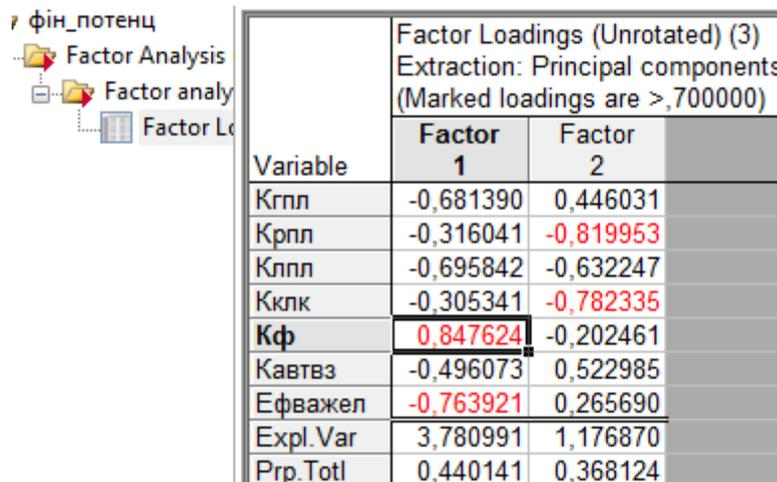 фін_потенц
Factor Analysis
Factor analy
Factor Lo
Factor Loadings (Unrotated) (3)
Extraction: Principal components
(Marked loadings are >,700000)
Variable Factor 1 Factor 2
Кгпл -0,681390 0,446031
Крпл -0,316041 -0,819953
Клпл -0,695842 -0,632247
Кклк -0,305341 -0,782335
Кф 0,847624 -0,202461
Кавтвз -0,496073 0,522985
Ефважел -0,763921 0,265690
Expl.Var 3,780991 1,176870
Prp.Totl 0,440141 0,368124